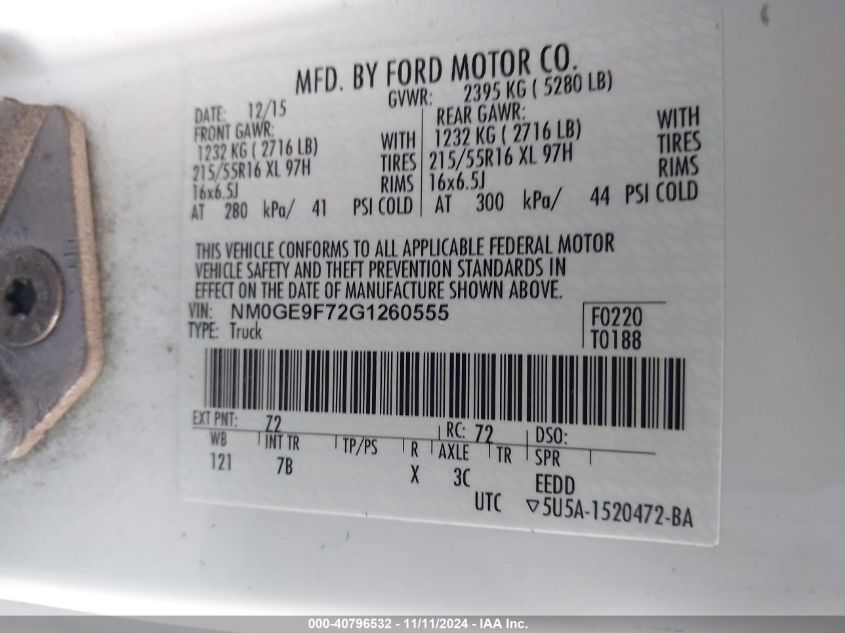 MFD. BY FORD MOTOR CO.
DATE: 12/15 GVWR: 2395 KG ( 5280 LB)
FRONT GAWR: REAR GAWR:
1232 KG ( 2716 LB) WITH 1232 KG ( 2716 LB) WITH
215/55R16 XL 97H TIRES 215/55R16 XL 97H TIRES
16x6.5J RIMS 16x6.5J RIMS
AT 280 kPa/ 41 PSI COLD AT 300 kPa/ 44 PSI COLD
THIS VEHICLE CONFORMS TO ALL APPLICABLE FEDERAL MOTOR
VEHICLE SAFETY AND THEFT PREVENTION STANDARDS IN
EFFECT ON THE DATE OF MANUFACTURE SHOWN ABOVE.
VIN: NM0GE9F72G1260555 F0220
TYPE: Truck T0188
EXT PNT: Z2 RC: 72 DSO:
WB INT TR TP/PS R AXLE TR SPR
121 7B X 3C EEDD
UTC ▽5U5A-1520472-BA
000-40796532 - 11/11/2024 - IAA Inc.